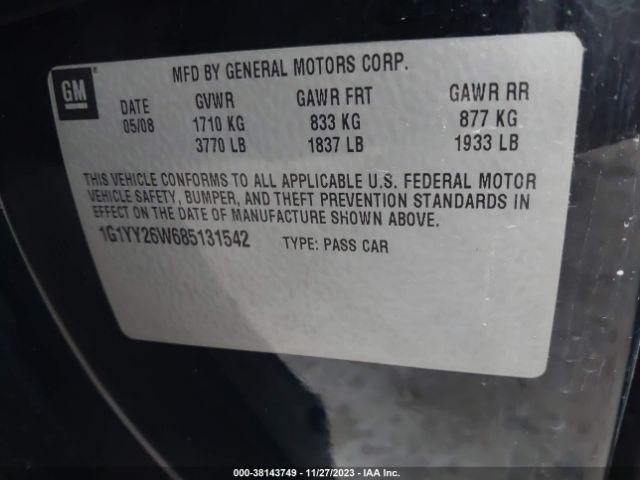 MFD BY GENERAL MOTORS CORP.
GM
DATE GVWR GAWR FRT GAWR RR
05/08 1710 KG 833 KG 877 KG
3770 LB 1837 LB 1933 LB
THIS VEHICLE CONFORMS TO ALL APPLICABLE U.S. FEDERAL MOTOR
VEHICLE SAFETY, BUMPER, AND THEFT PREVENTION STANDARDS IN
EFFECT ON THE DATE OF MANUFACTURE SHOWN ABOVE.
1G1YY26W685131542 TYPE: PASS CAR
000-38143749 - 11/27/2023 - IAA Inc.